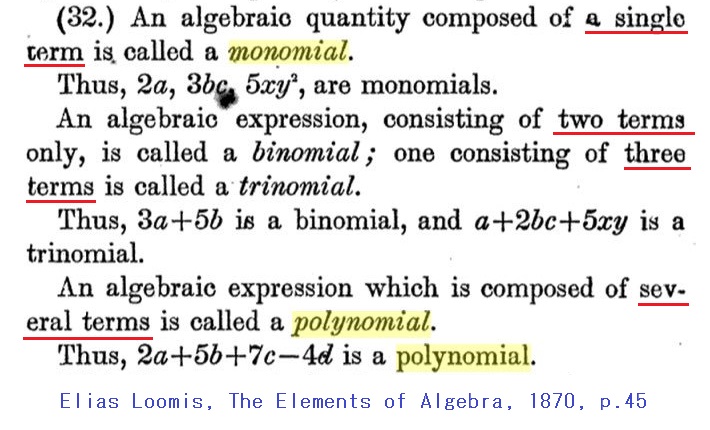 (32.) An algebraic quantity composed of a single
term is called a monomial.
Thus, 2a, 3bc, 5xy², are monomials.
An algebraic expression, consisting of two terms
only, is called a binomial; one consisting of three
terms is called a trinomial.
Thus, 3a+5b is a binomial, and a+2bc+5xy is a
trinomial.
An algebraic expression which is composed of sev-
eral terms is called a polynomial.
Thus, 2a+5b+7c−4d is a polynomial.
Elias Loomis, The Elements of Algebra, 1870, p.45